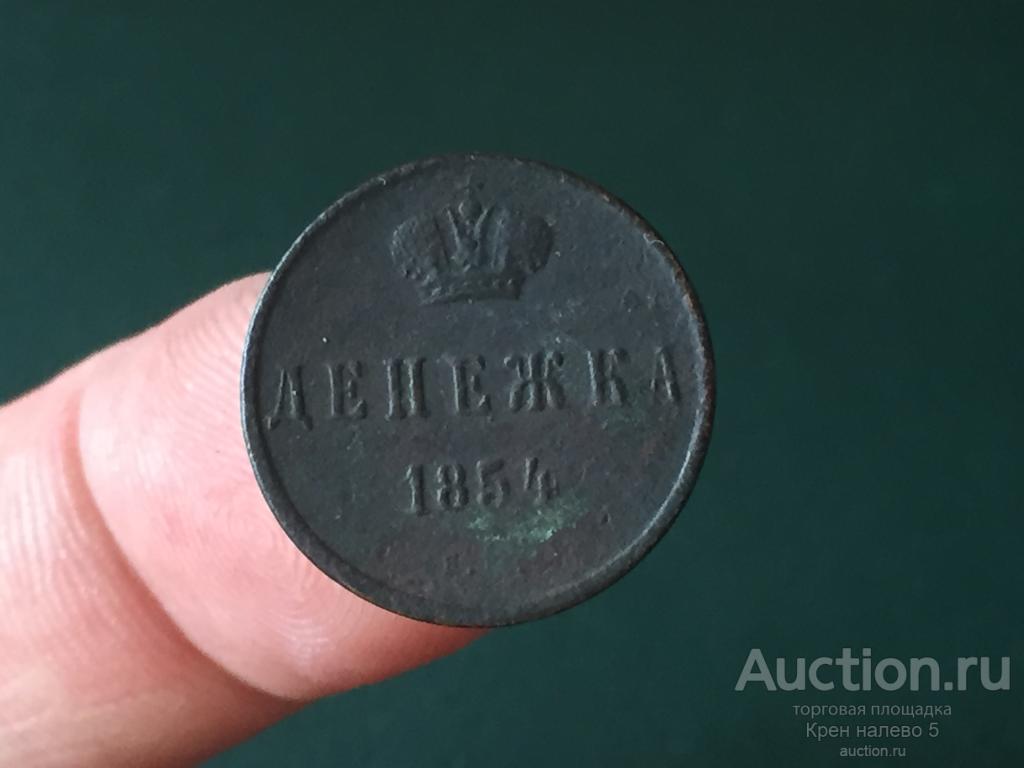 ДЕНЕЖКА
1854
Auction.ru
торговая площадка
Крен налево 5
auction.ru